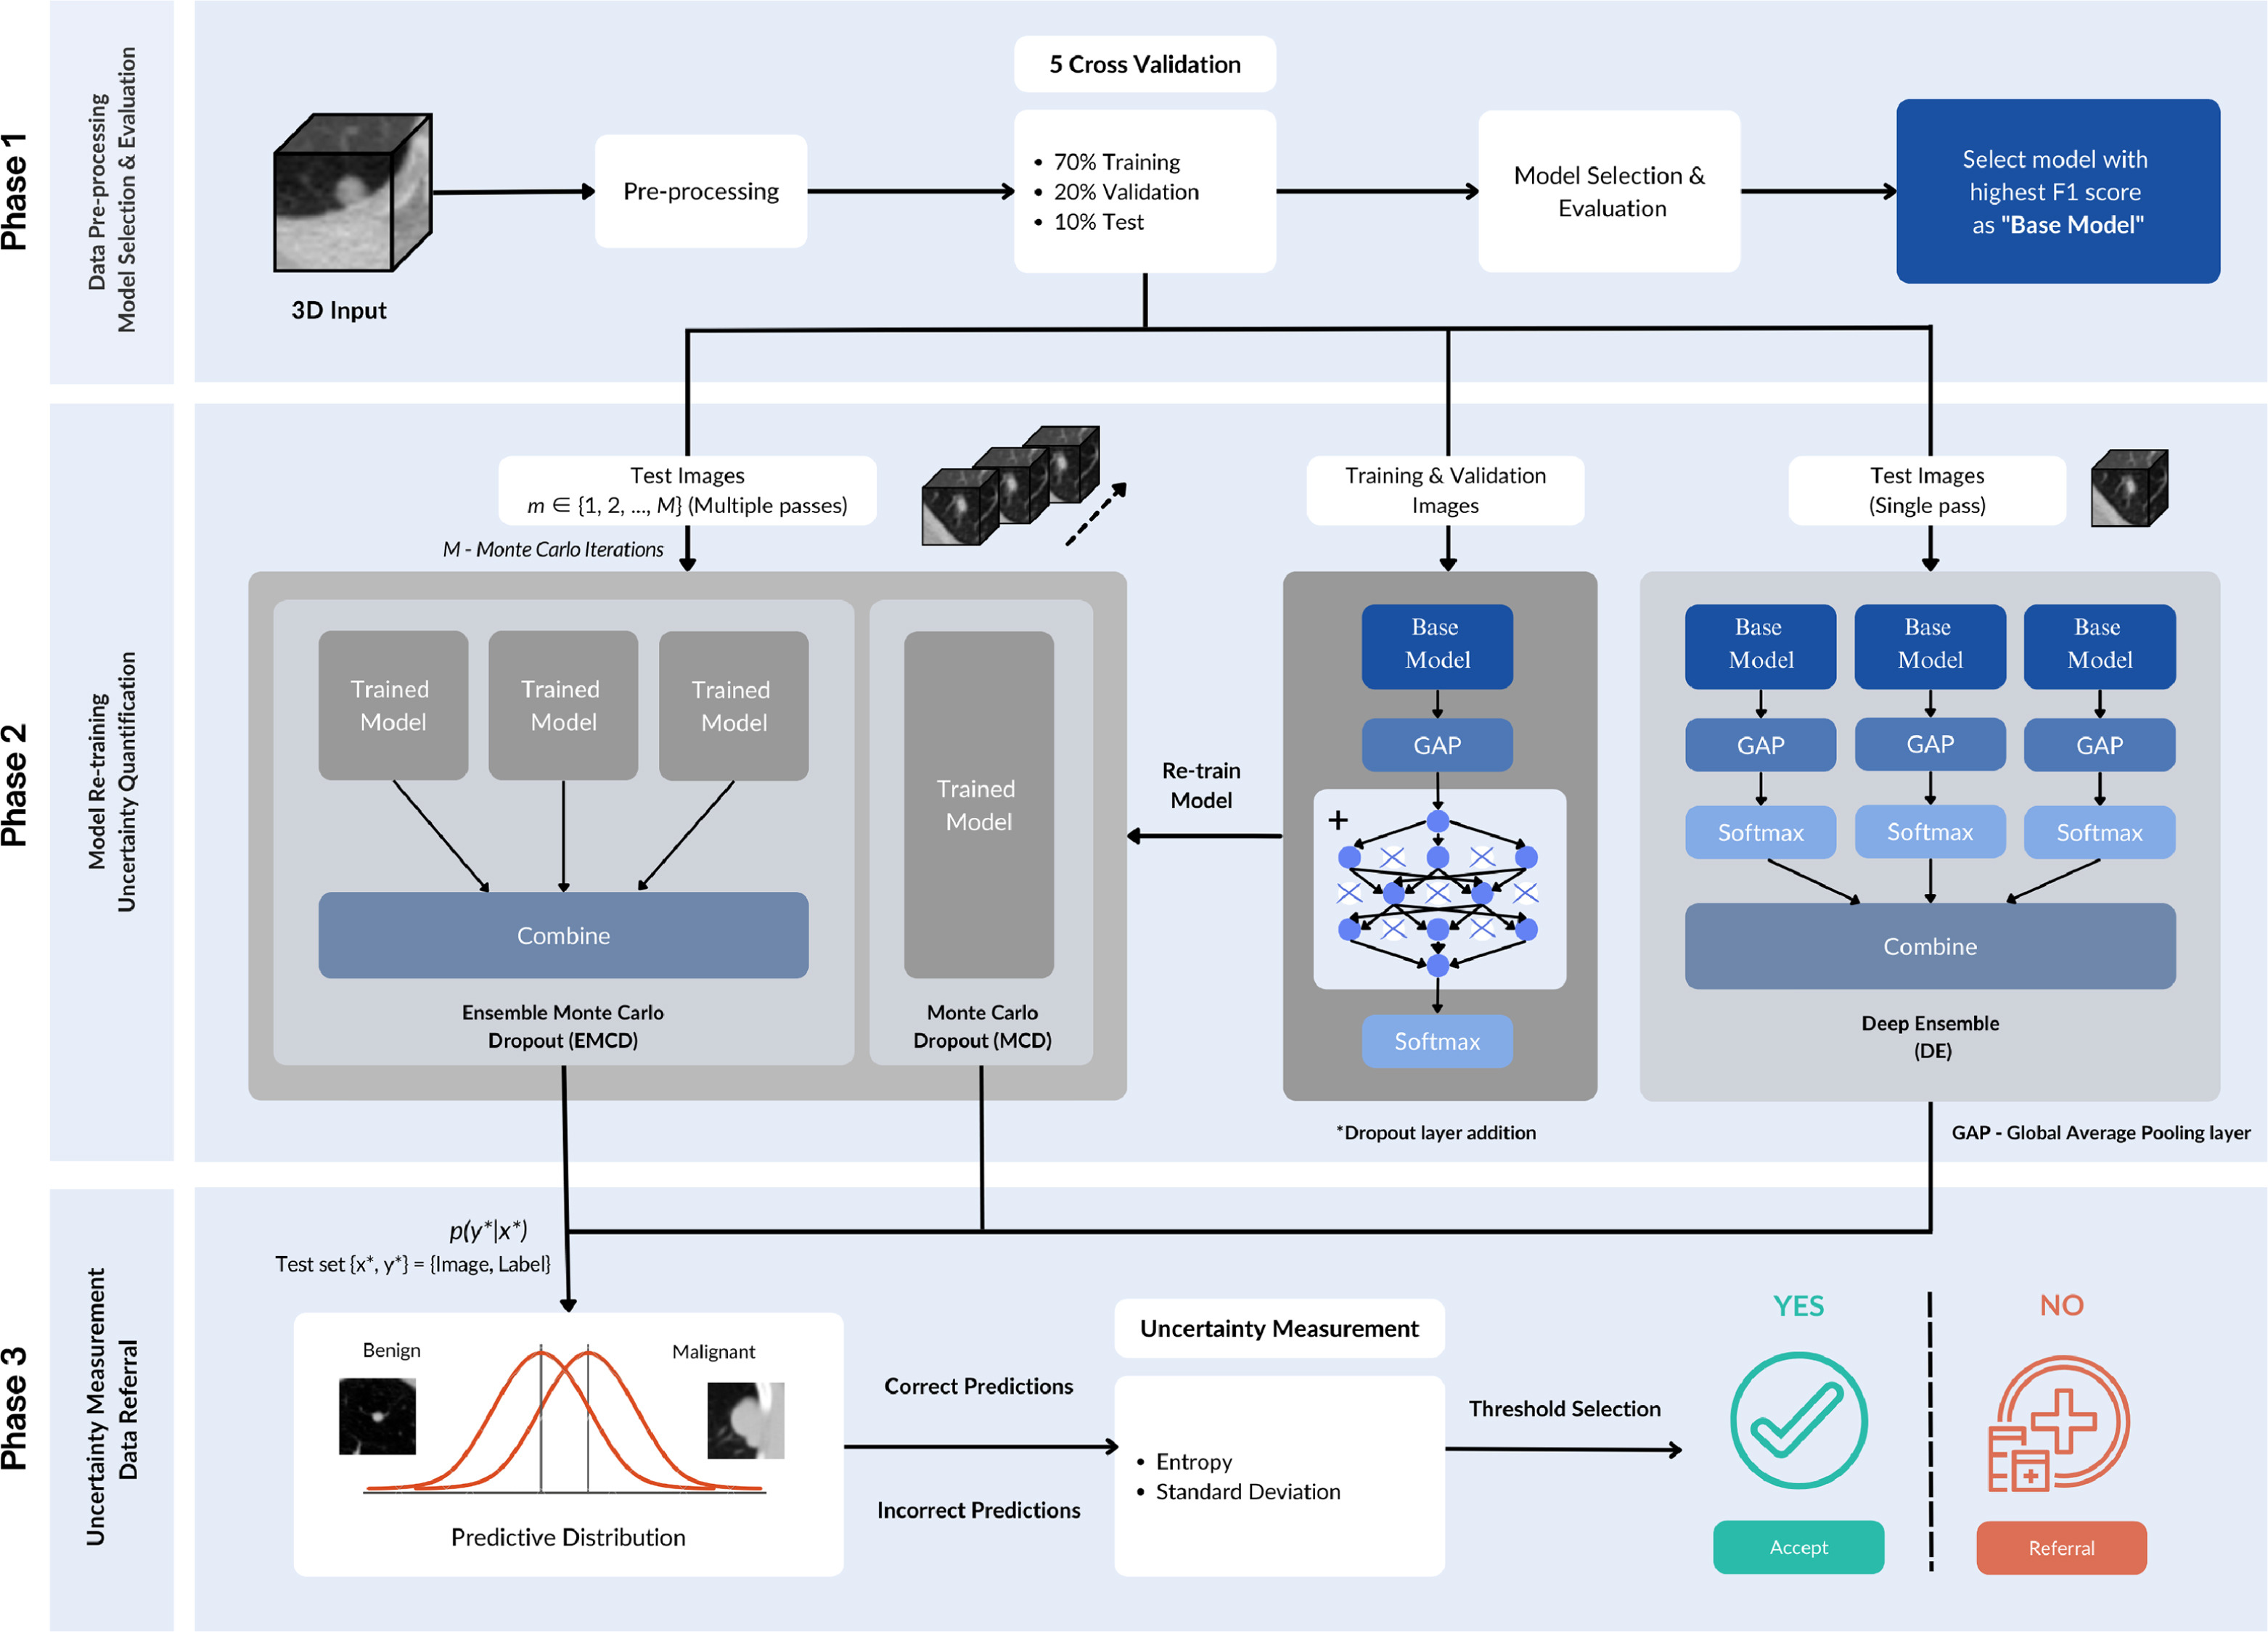 Phase 1
Data Pre-processing
Model Selection & Evaluation
3D Input
Pre-processing
5 Cross Validation
• 70% Training
• 20% Validation
• 10% Test
Model Selection &
Evaluation
Select model with
highest F1 score
as "Base Model"
Phase 2
Model Re-training
Uncertainty Quantification
Test Images
m ∈ {1, 2, ..., M} (Multiple passes)
M - Monte Carlo Iterations
Training & Validation
Images
Test Images
(Single pass)
Trained
Model
Trained
Model
Trained
Model
Combine
Ensemble Monte Carlo
Dropout (EMCD)
Trained
Model
Monte Carlo
Dropout (MCD)
Re-train
Model
Base
Model
GAP
+
Softmax
*Dropout layer addition
Base
Model
Base
Model
Base
Model
GAP
GAP
GAP
Softmax
Softmax
Softmax
Combine
Deep Ensemble
(DE)
GAP - Global Average Pooling layer
Phase 3
Uncertainty Measurement
Data Referral
p(y*|x*)
Test set {x*, y*} = {Image, Label}
Benign
Malignant
Predictive Distribution
Correct Predictions
Incorrect Predictions
Uncertainty Measurement
• Entropy
• Standard Deviation
Threshold Selection
YES
Accept
NO
Referral